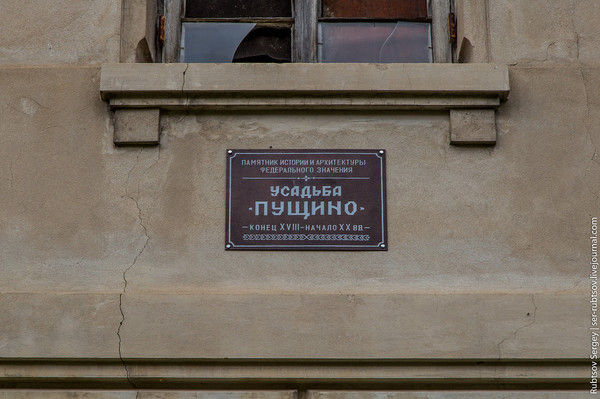 ПАМЯТНИК ИСТОРИИ И АРХИТЕКТУРЫ
ФЕДЕРАЛЬНОГО ЗНАЧЕНИЯ
УСАДЬБА
·ПУЩИНО·
— КОНЕЦ XVIII — НАЧАЛО XX ВВ. —
Rubtsov Sergey | ser-rubtsov.livejournal.com